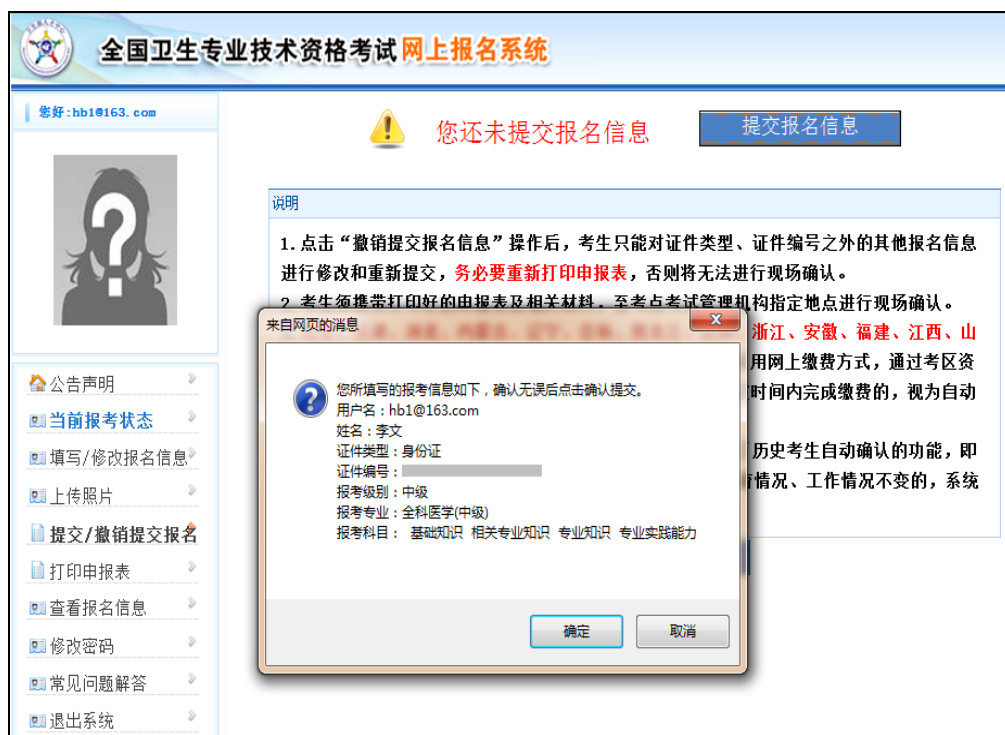 全国卫生专业技术资格考试网上报名系统
您好:hb1@163.com
您还未提交报名信息
提交报名信息
说明
1.点击“撤销提交报名信息”操作后，考生只能对证件类型、证件编号之外的其他报名信息
进行修改和重新提交，务必要重新打印申报表，否则将无法进行现场确认。
2.考生须携带打印好的申报表及相关材料，至考点考试管理机构指定地点进行现场确认。
浙江、安徽、福建、江西、山
用网上缴费方式，通过考区资
时间内完成缴费的，视为自动
历史考生自动确认的功能，即
情况、工作情况不变的，系统
来自网页的消息
您所填写的报考信息如下，确认无误后点击确认提交。
用户名：hb1@163.com
姓名：李文
证件类型：身份证
证件编号：
报考级别：中级
报考专业：全科医学(中级)
报考科目： 基础知识 相关专业知识 专业知识 专业实践能力
确定
取消
公告声明
当前报考状态
填写/修改报名信息
上传照片
提交/撤销提交报名
打印申报表
查看报名信息
修改密码
常见问题解答
退出系统